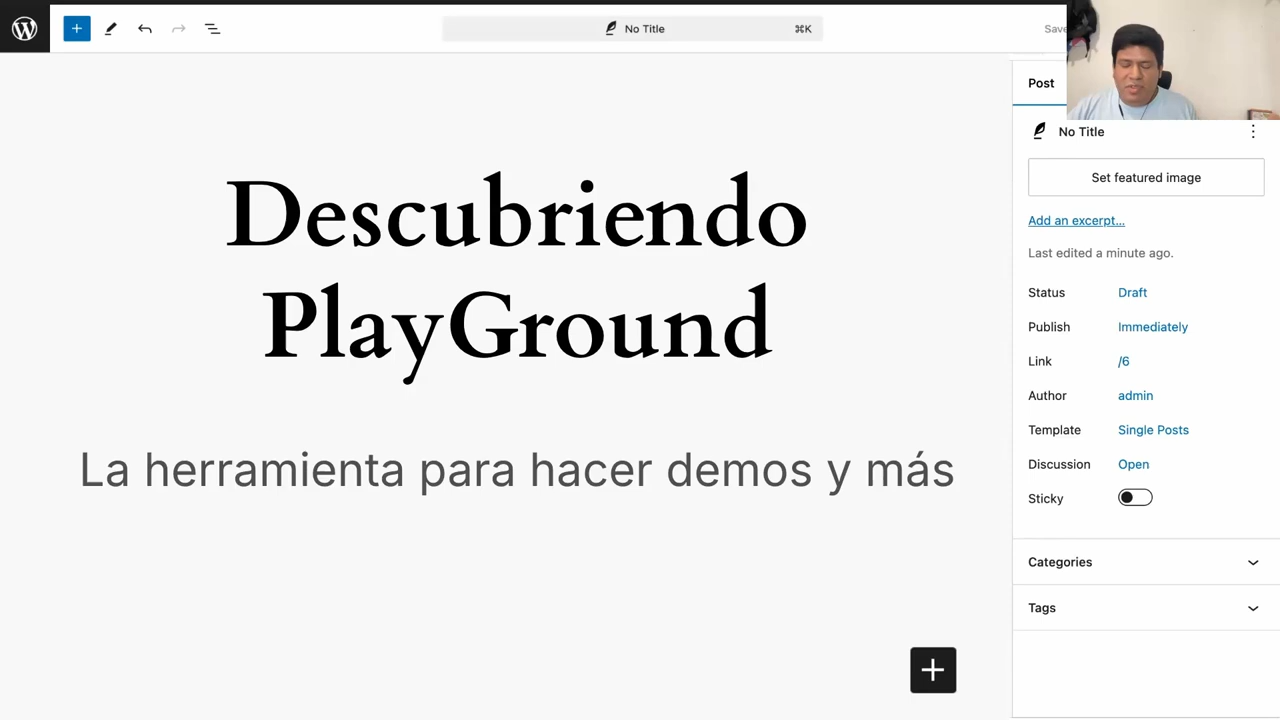 No Title ⌘K
Save
Post
No Title
Set featured image
Add an excerpt...
Last edited a minute ago.
Status Draft
Publish Immediately
Link /6
Author admin
Template Single Posts
Discussion Open
Sticky
Categories
Tags
Descubriendo
PlayGround
La herramienta para hacer demos y más